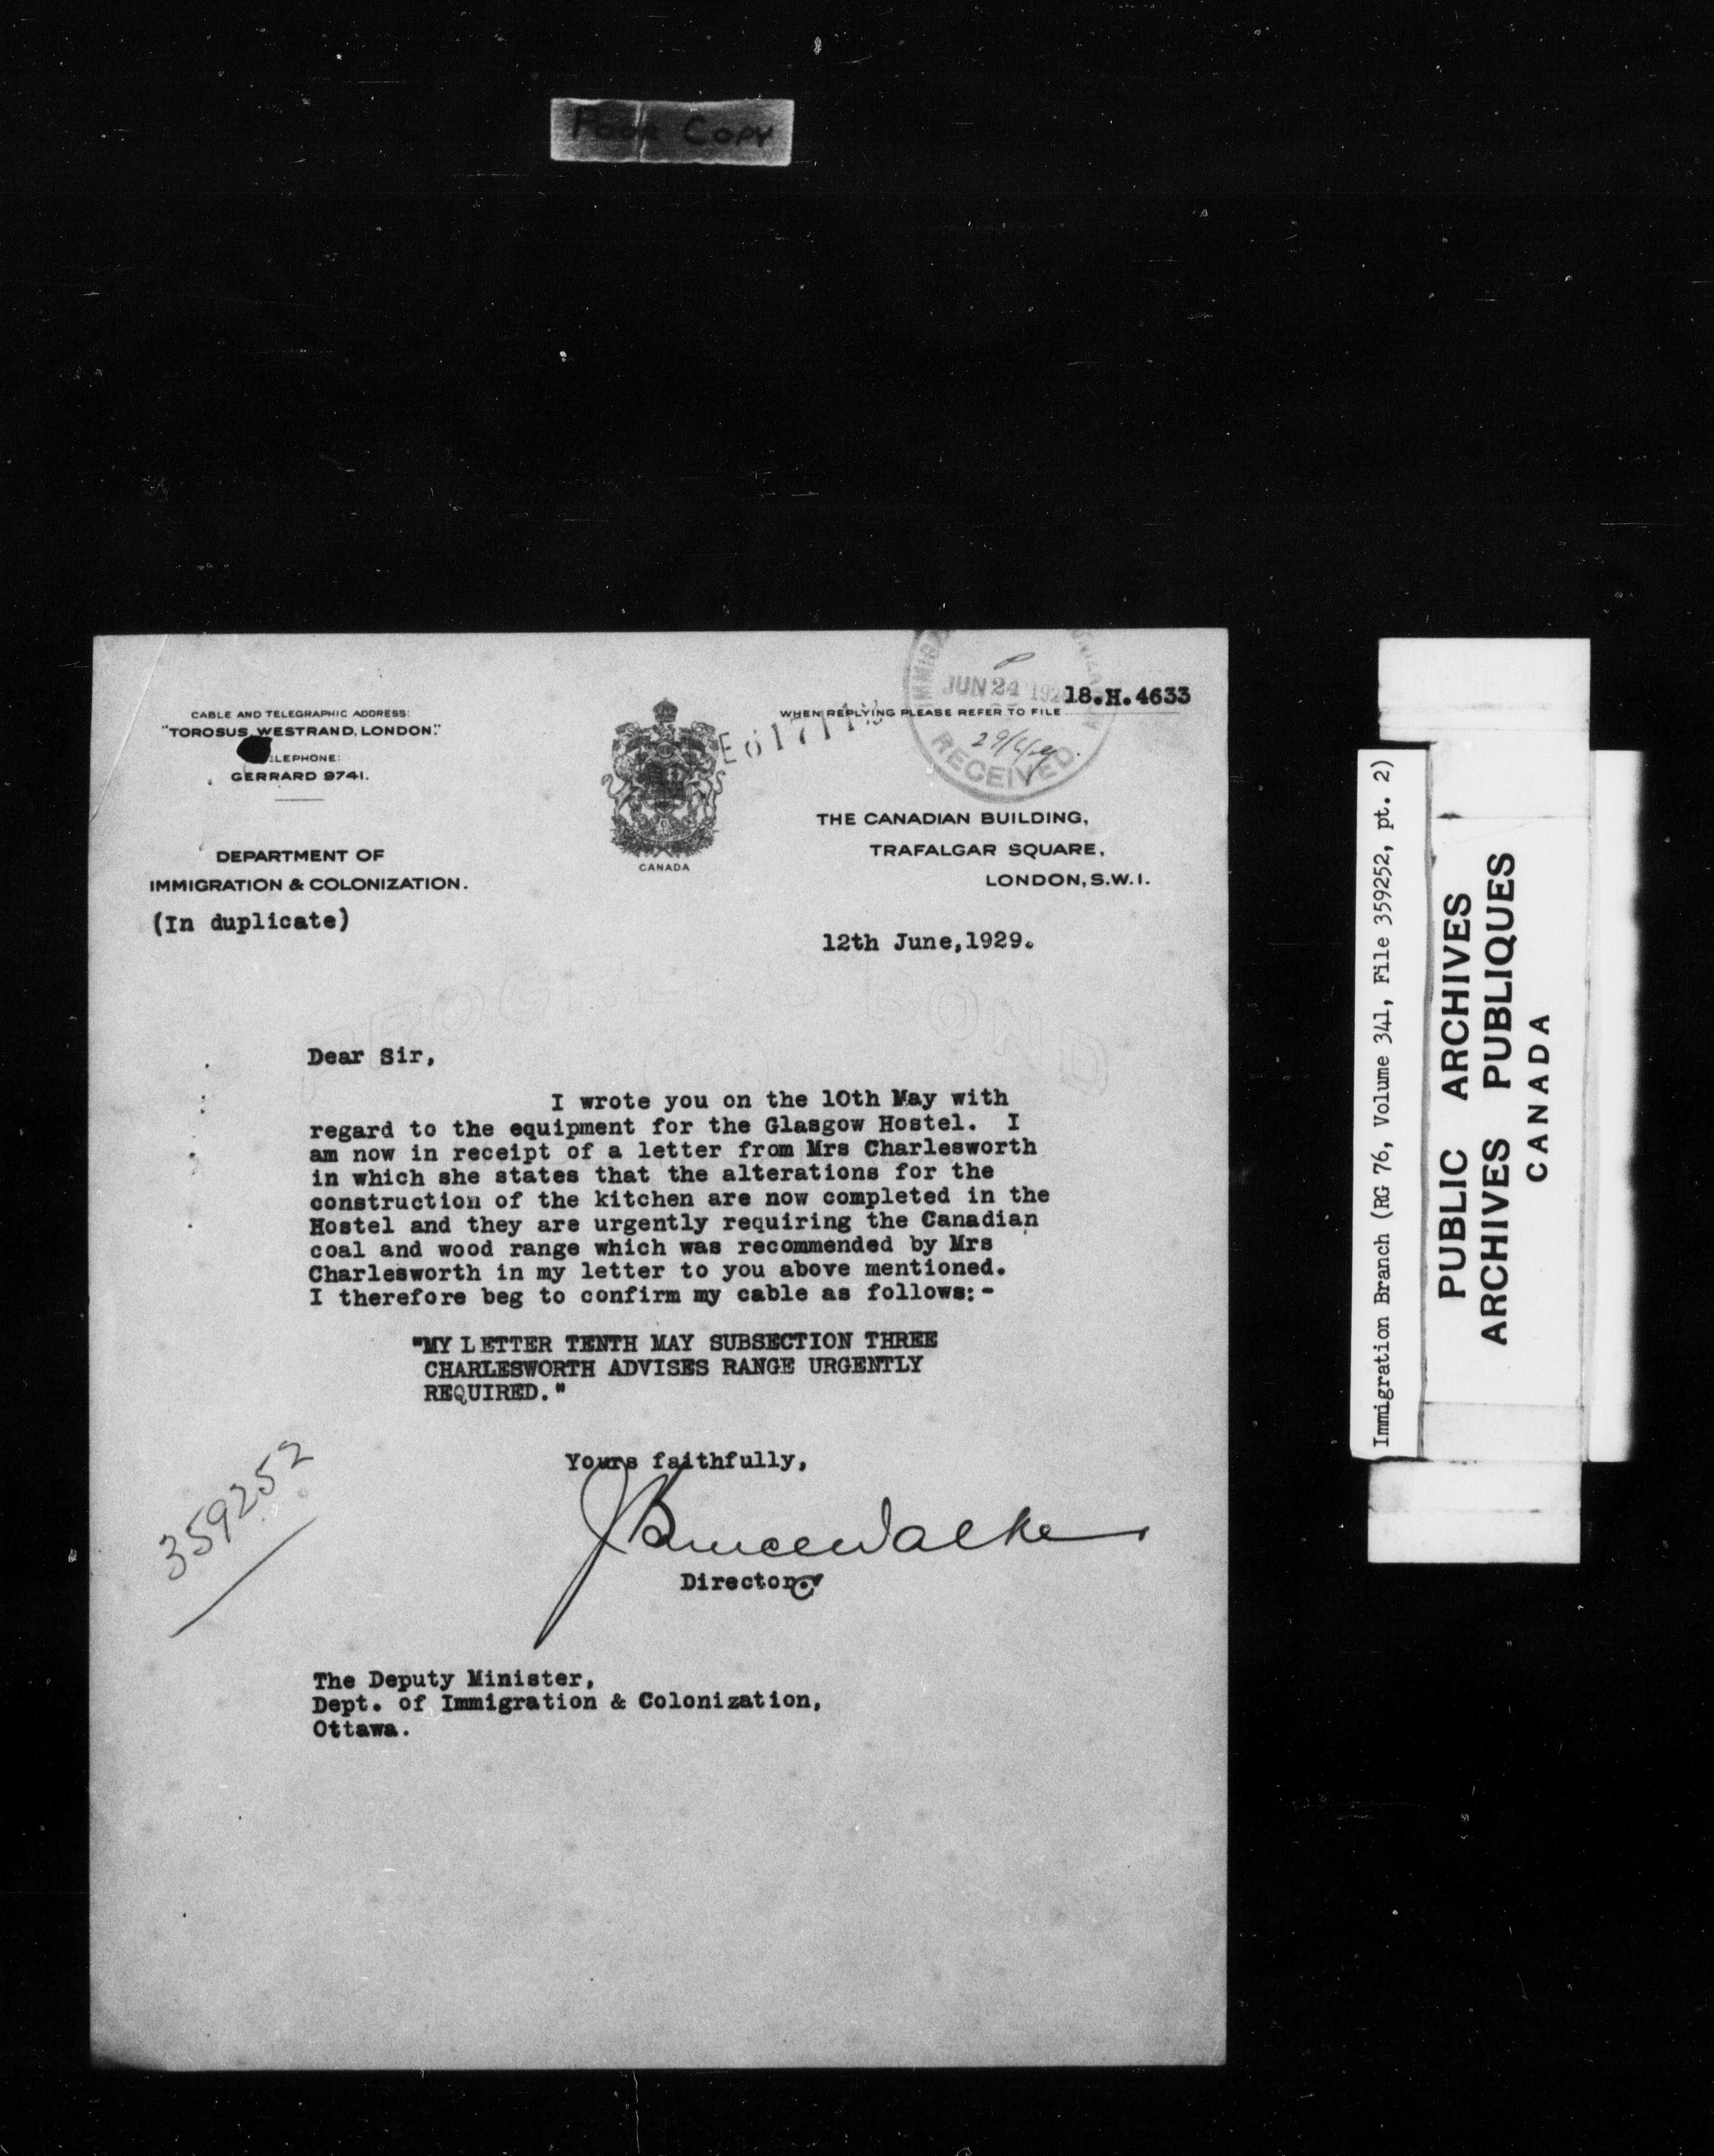 Poor Copy
CABLE AND TELEGRAPHIC ADDRESS:
"TOROSUS, WESTRAND, LONDON."
TELEPHONE:
GERRARD 9741.
DEPARTMENT OF
IMMIGRATION & COLONIZATION.
(In duplicate)
CANADA
JUN 24 192
RECEIVED
WHEN REPLYING PLEASE REFER TO FILE 18.H.4633
THE CANADIAN BUILDING,
TRAFALGAR SQUARE,
LONDON, S.W.1.
12th June, 1929.
Dear Sir,
I wrote you on the 10th May with
regard to the equipment for the Glasgow Hostel. I
am now in receipt of a letter from Mrs Charlesworth
in which she states that the alterations for the
construction of the kitchen are now completed in the
Hostel and they are urgently requiring the Canadian
coal and wood range which was recommended by Mrs
Charlesworth in my letter to you above mentioned.
I therefore beg to confirm my cable as follows:-
"MY LETTER TENTH MAY SUBSECTION THREE
CHARLESWORTH ADVISES RANGE URGENTLY
REQUIRED."
Yours faithfully,
J Bruce Walker
Director.
359252
The Deputy Minister,
Dept. of Immigration & Colonization,
Ottawa.
Immigration Branch (RG 76, Volume 341, File 359252, pt. 2)
PUBLIC ARCHIVES
ARCHIVES PUBLIQUES
CANADA